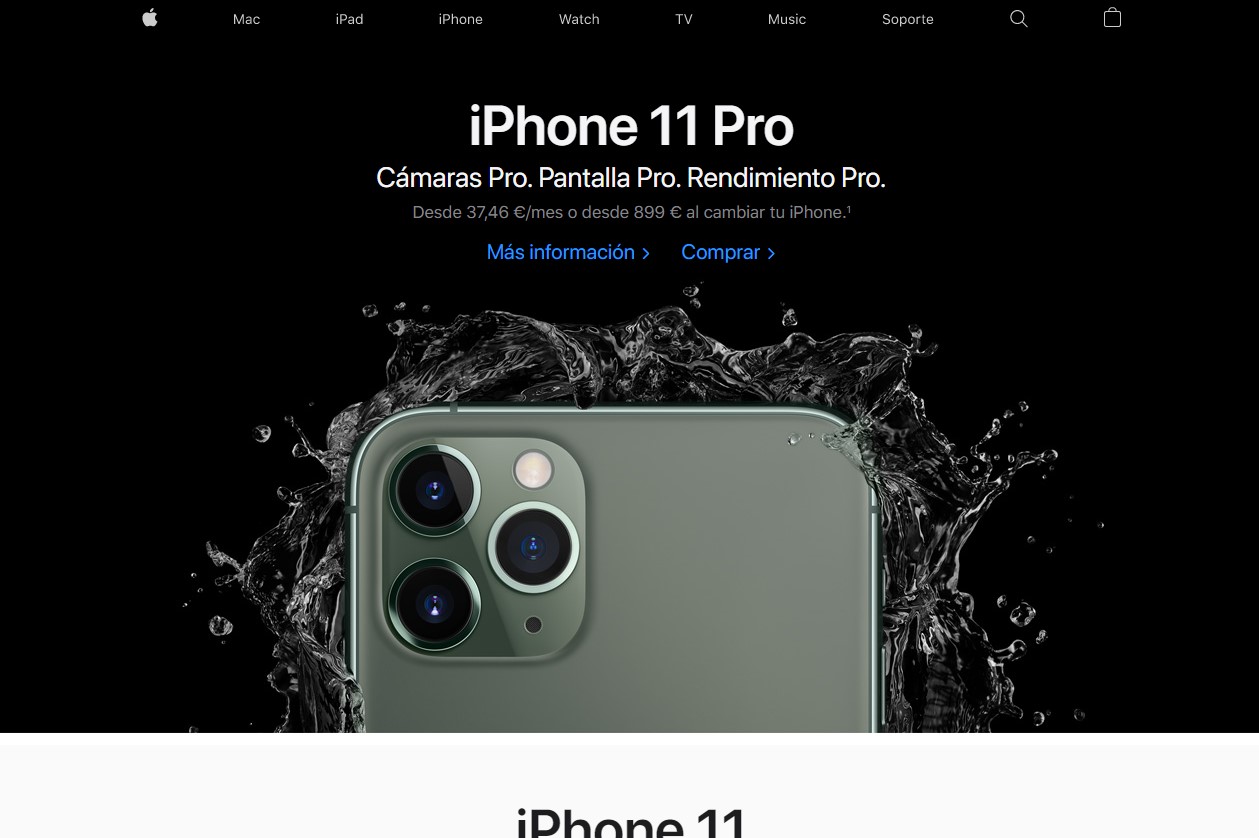 Mac iPad iPhone Watch TV Music Soporte
iPhone 11 Pro
Cámaras Pro. Pantalla Pro. Rendimiento Pro.
Desde 37,46 €/mes o desde 899 € al cambiar tu iPhone.¹
Más información > Comprar >
iPhone 11